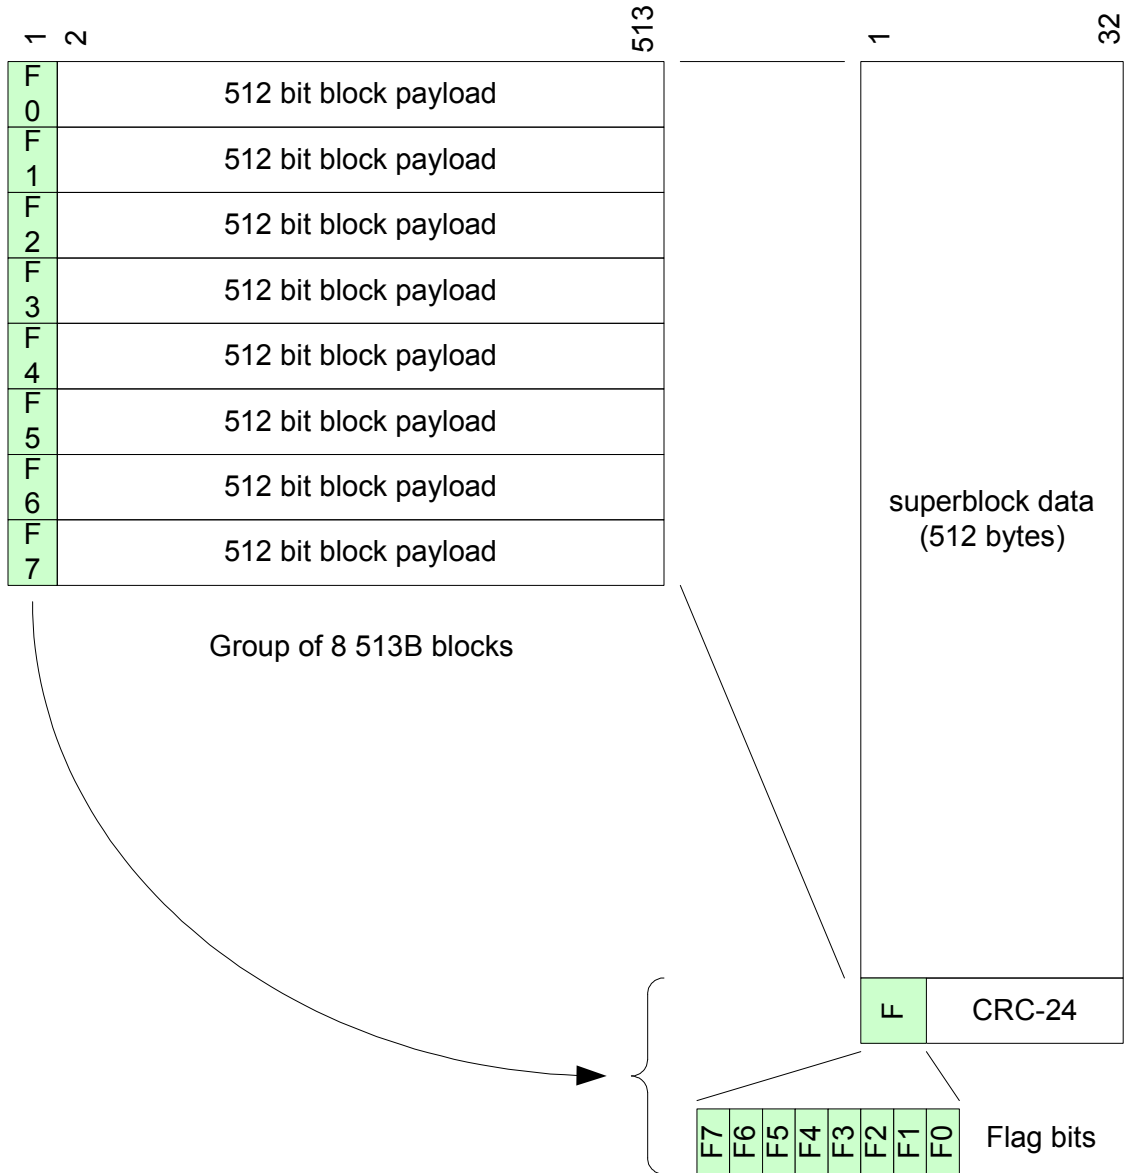 1 2 513 1 32
F
0
512 bit block payload
F
1
512 bit block payload
F
2
512 bit block payload
F
3
512 bit block payload
F
4
512 bit block payload
F
5
512 bit block payload
F
6
512 bit block payload
F
7
512 bit block payload
superblock data
(512 bytes)
Group of 8 513B blocks
F CRC-24
F7 F6 F5 F4 F3 F2 F1 F0 Flag bits